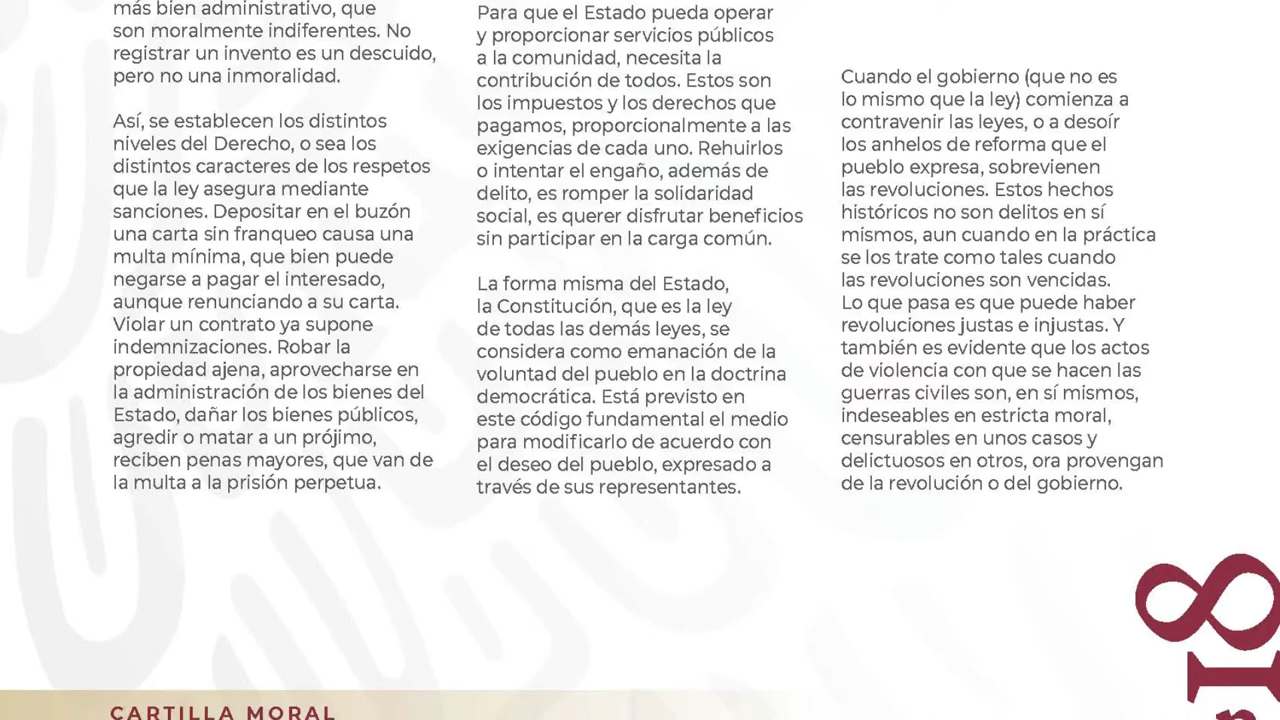 más bien administrativo, que
son moralmente indiferentes. No
registrar un invento es un descuido,
pero no una inmoralidad.
Así, se establecen los distintos
niveles del Derecho, o sea los
distintos caracteres de los respetos
que la ley asegura mediante
sanciones. Depositar en el buzón
una carta sin franqueo causa una
multa mínima, que bien puede
negarse a pagar el interesado,
aunque renunciando a su carta.
Violar un contrato ya supone
indemnizaciones. Robar la
propiedad ajena, aprovecharse en
la administración de los bienes del
Estado, dañar los bienes públicos,
agredir o matar a un prójimo,
reciben penas mayores, que van de
la multa a la prisión perpetua.
Para que el Estado pueda operar
y proporcionar servicios públicos
a la comunidad, necesita la
contribución de todos. Estos son
los impuestos y los derechos que
pagamos, proporcionalmente a las
exigencias de cada uno. Rehuirlos
o intentar el engaño, además de
delito, es romper la solidaridad
social, es querer disfrutar beneficios
sin participar en la carga común.
La forma misma del Estado,
la Constitución, que es la ley
de todas las demás leyes, se
considera como emanación de la
voluntad del pueblo en la doctrina
democrática. Está previsto en
este código fundamental el medio
para modificarlo de acuerdo con
el deseo del pueblo, expresado a
través de sus representantes.
Cuando el gobierno (que no es
lo mismo que la ley) comienza a
contravenir las leyes, o a desoír
los anhelos de reforma que el
pueblo expresa, sobrevienen
las revoluciones. Estos hechos
históricos no son delitos en sí
mismos, aun cuando en la práctica
se los trate como tales cuando
las revoluciones son vencidas.
Lo que pasa es que puede haber
revoluciones justas e injustas. Y
también es evidente que los actos
de violencia con que se hacen las
guerras civiles son, en sí mismos,
indeseables en estricta moral,
censurables en unos casos y
delictuosos en otros, ora provengan
de la revolución o del gobierno.
18
CARTILLA MORAL